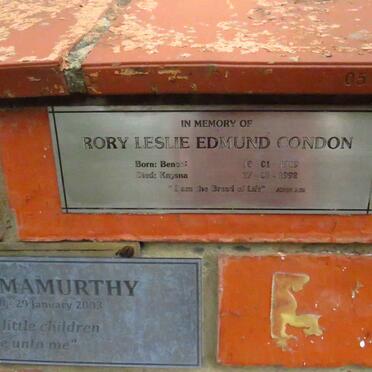 05
IN MEMORY OF
RORY LESLIE EDMUND CONDON
Born: Benoni
Died: Knysna 1998
"I am the Bread of Life"
MAMURTHY
29 January 2003
little children
unto me"